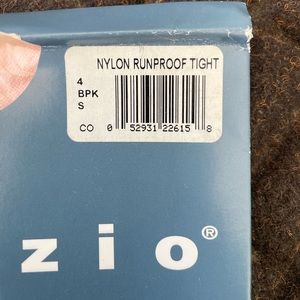 NYLON RUNPROOF TIGHT
4
BPK
S
CO 0 52931 22615 8
zio®